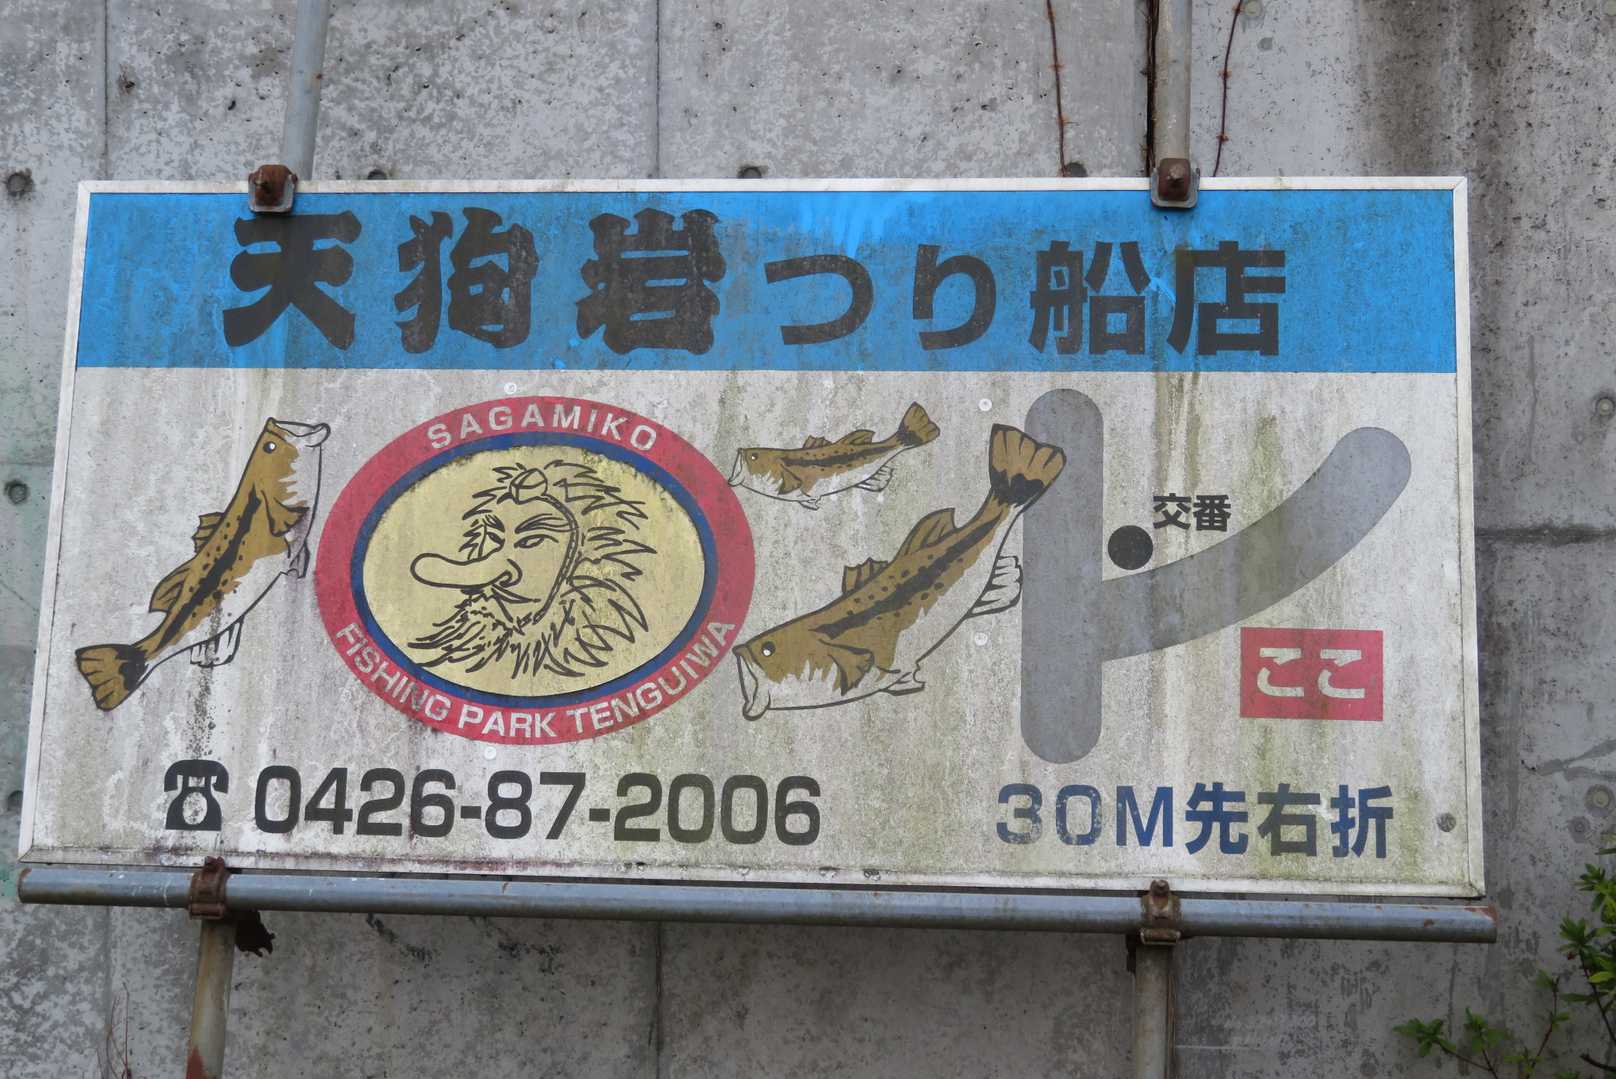 天狗岩つり船店
SAGAMIKO
FISHING PARK TENGUIWA
交番
ここ
0426-87-2006
30M先右折